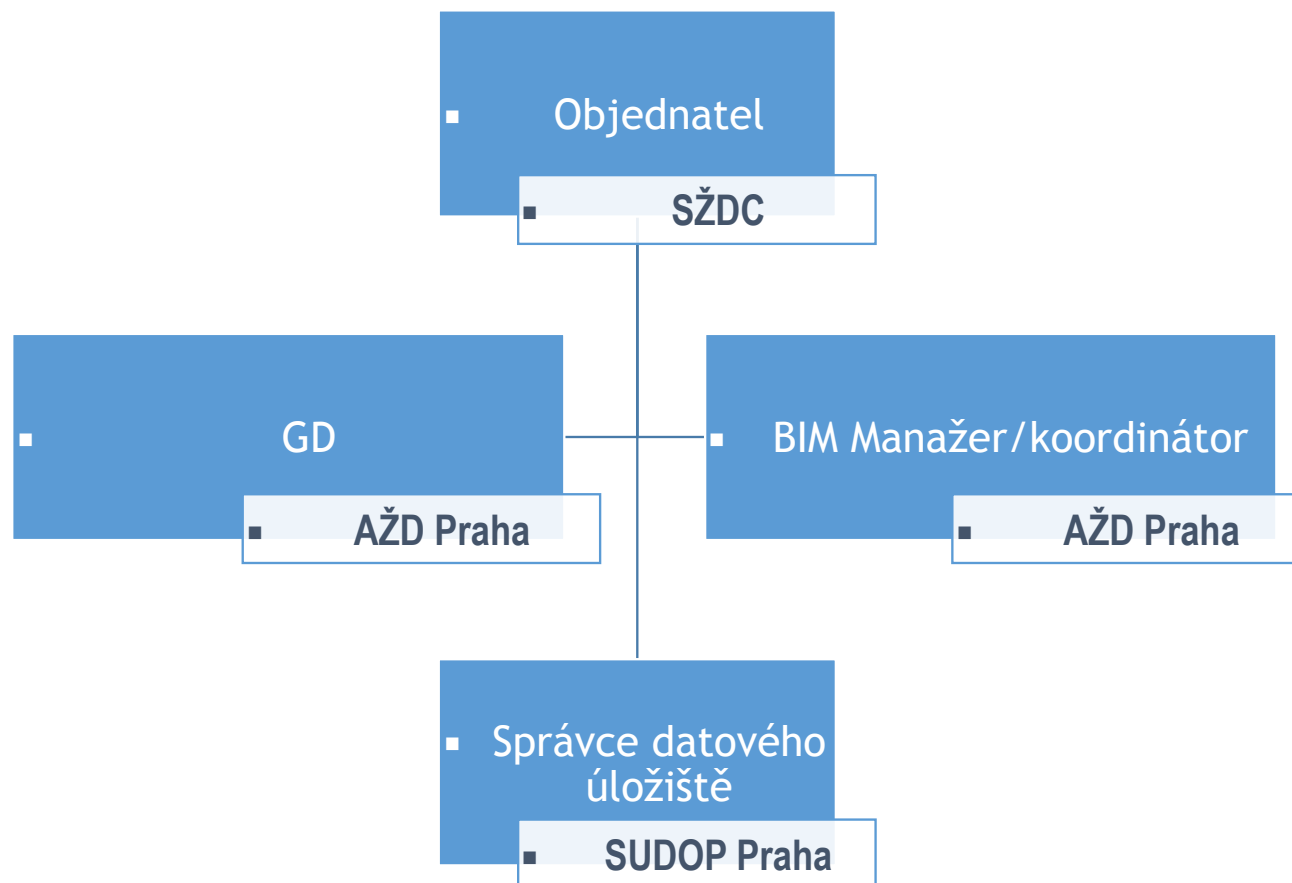 ▪ Objednatel
▪ SŽDC
▪ GD
▪ AŽD Praha
▪ BIM Manažer/koordinátor
▪ AŽD Praha
▪ Správce datového
úložiště
▪ SUDOP Praha